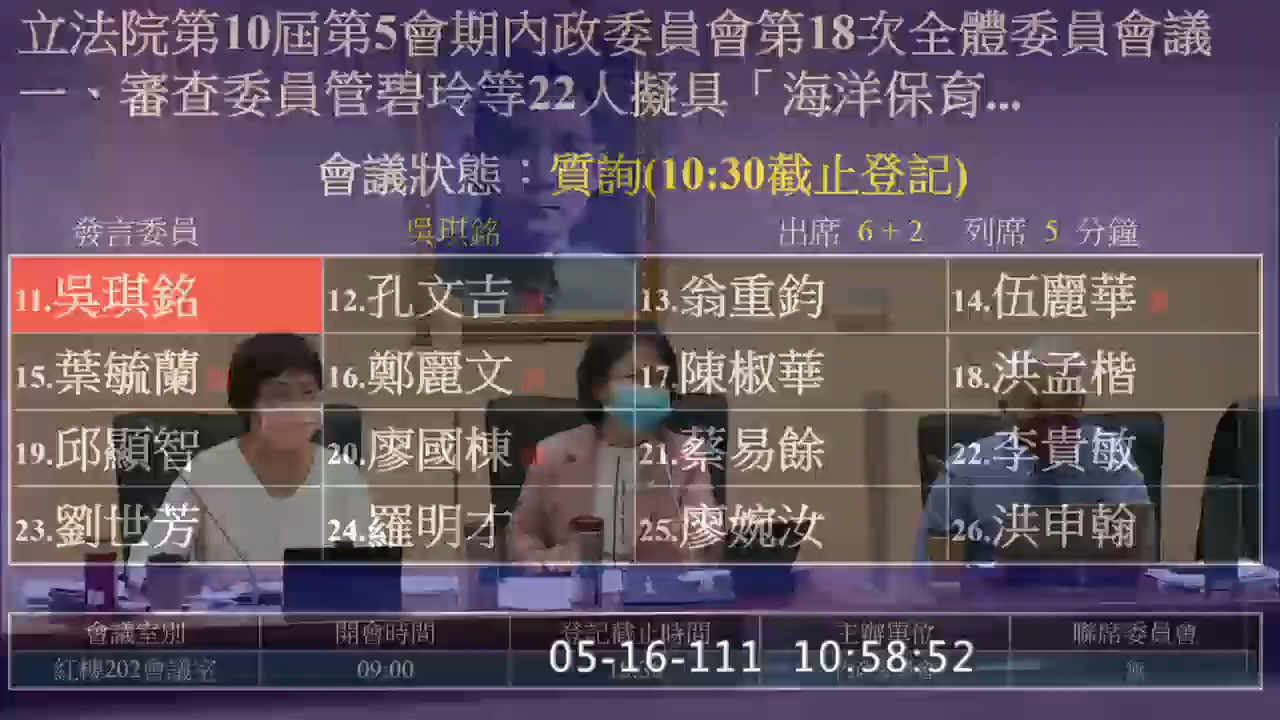 立法院第10屆第5會期內政委員會第18次全體委員會議
一、審查委員管碧玲等22人擬具「海洋保育...
會議狀態：質詢(10:30截止登記)
發言委員 吳琪銘 出席 6+2 列席 5 分鐘
11.吳琪銘 12.孔文吉 13.翁重鈞 14.伍麗華
15.葉毓蘭 16.鄭麗文 17.陳椒華 18.洪孟楷
19.邱顯智 20.廖國棟 21.蔡易餘 22.李貴敏
23.劉世芳 24.羅明才 25.廖婉汝 26.洪申翰
會議室別 開會時間 登記截止時間 主辦單位 聯席委員會
紅樓202會議室 09:00
05-16-111 10:58:52